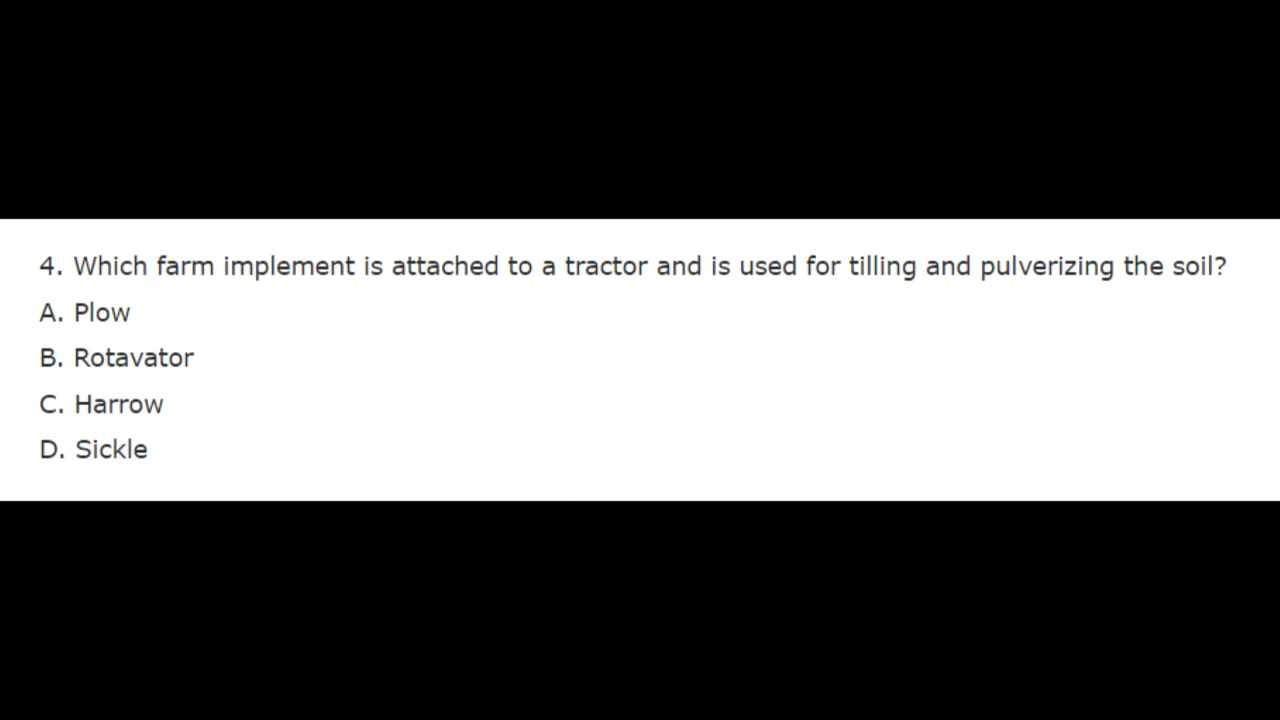 4. Which farm implement is attached to a tractor and is used for tilling and pulverizing the soil?
A. Plow
B. Rotavator
C. Harrow
D. Sickle